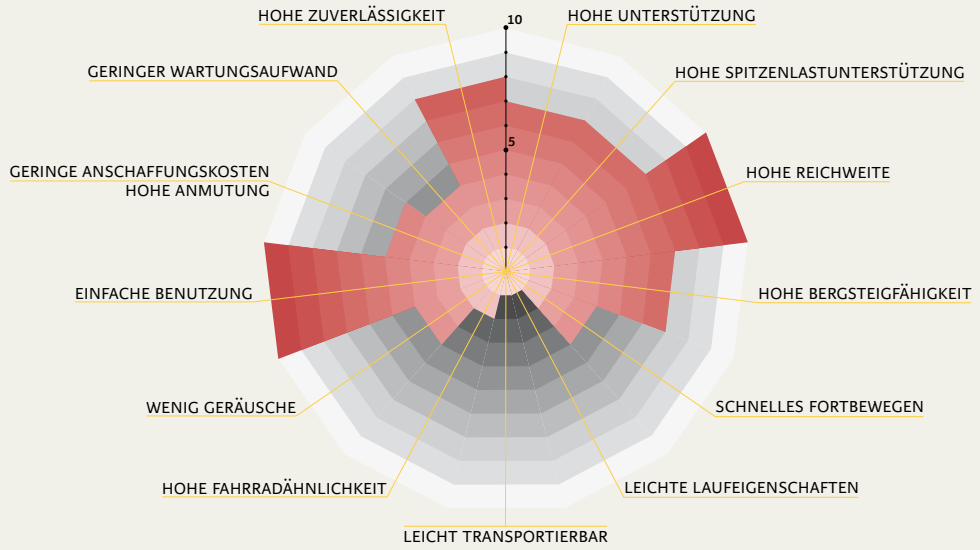 HOHE ZUVERLÄSSIGKEIT
10
HOHE UNTERSTÜTZUNG
GERINGER WARTUNGSAUFWAND
HOHE SPITZENLASTUNTERSTÜTZUNG
5
GERINGE ANSCHAFFUNGSKOSTEN
HOHE ANMUTUNG
HOHE REICHWEITE
EINFACHE BENUTZUNG
HOHE BERGSTEIGFÄHIGKEIT
WENIG GERÄUSCHE
SCHNELLES FORTBEWEGEN
HOHE FAHRRADÄHNLICHKEIT
LEICHTE LAUFEIGENSCHAFTEN
LEICHT TRANSPORTIERBAR